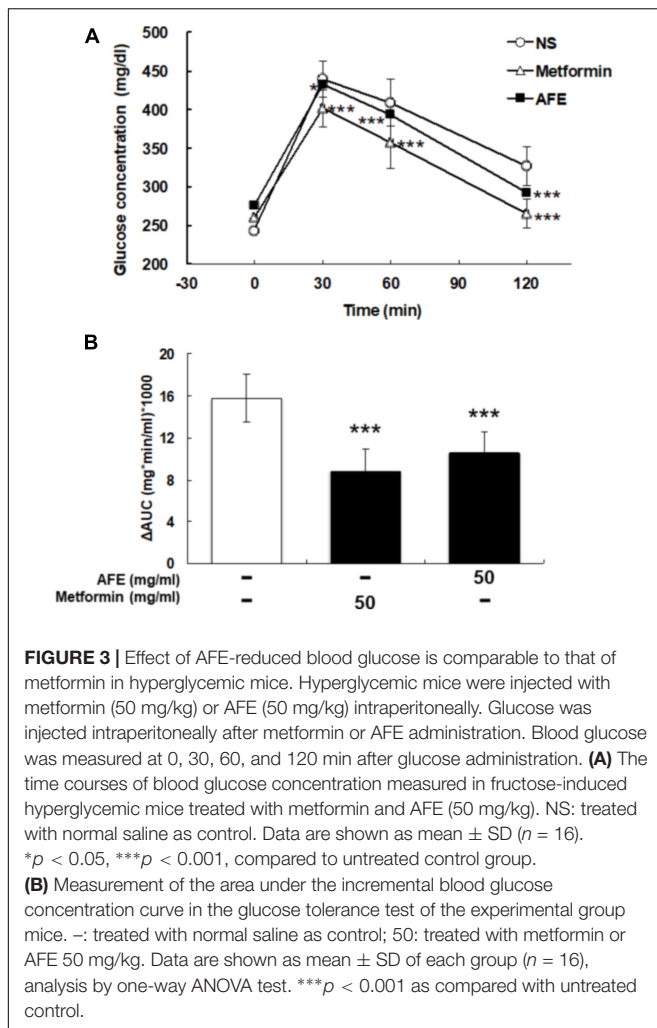 A
NS
Metformin
AFE
450
400
350
300
250
200
Glucose concentration (mg/dl)
*
***
***
***
***
***
-30 0 30 60 90 120
Time (min)
B
20
16
12
8
4
0
ΔAUC (mg*min/ml)*1000
***
***
AFE (mg/ml) – – 50
Metformin (mg/ml) – 50 –
FIGURE 3 | Effect of AFE-reduced blood glucose is comparable to that of
metformin in hyperglycemic mice. Hyperglycemic mice were injected with
metformin (50 mg/kg) or AFE (50 mg/kg) intraperitoneally. Glucose was
injected intraperitoneally after metformin or AFE administration. Blood glucose
was measured at 0, 30, 60, and 120 min after glucose administration. (A) The
time courses of blood glucose concentration measured in fructose-induced
hyperglycemic mice treated with metformin and AFE (50 mg/kg). NS: treated
with normal saline as control. Data are shown as mean ± SD (n = 16).
*p < 0.05, ***p < 0.001, compared to untreated control group.
(B) Measurement of the area under the incremental blood glucose
concentration curve in the glucose tolerance test of the experimental group
mice. –: treated with normal saline as control; 50: treated with metformin or
AFE 50 mg/kg. Data are shown as mean ± SD of each group (n = 16),
analysis by one-way ANOVA test. ***p < 0.001 as compared with untreated
control.